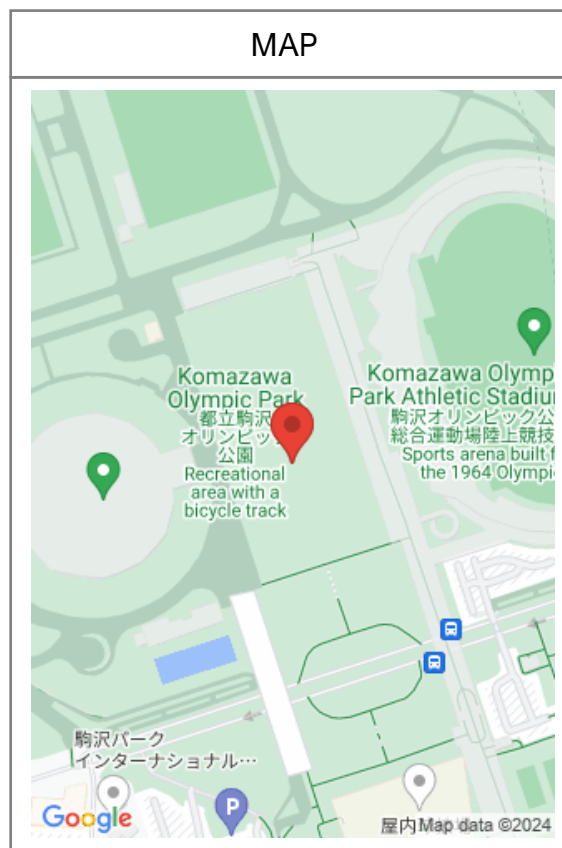 MAP
Komazawa
Olympic Park
都立駒沢
オリンピック
公園
Recreational
area with a
bicycle track
Komazawa Olymp
Park Athletic Stadiu
駒沢オリンピック公
総合運動場陸上競技
Sports arena built f
the 1964 Olympic
駒沢パーク
インターナショナル…
P
Google
屋内
Map data ©2024